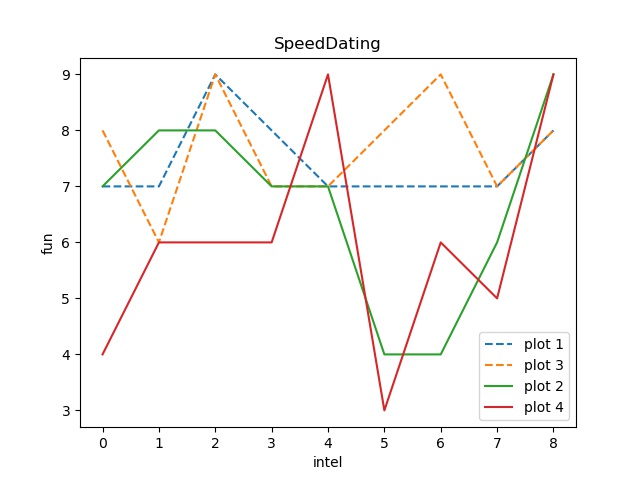 SpeedDating
9
8
7
6
5
4
3
fun
0 1 2 3 4 5 6 7 8
intel
plot 1
plot 3
plot 2
plot 4